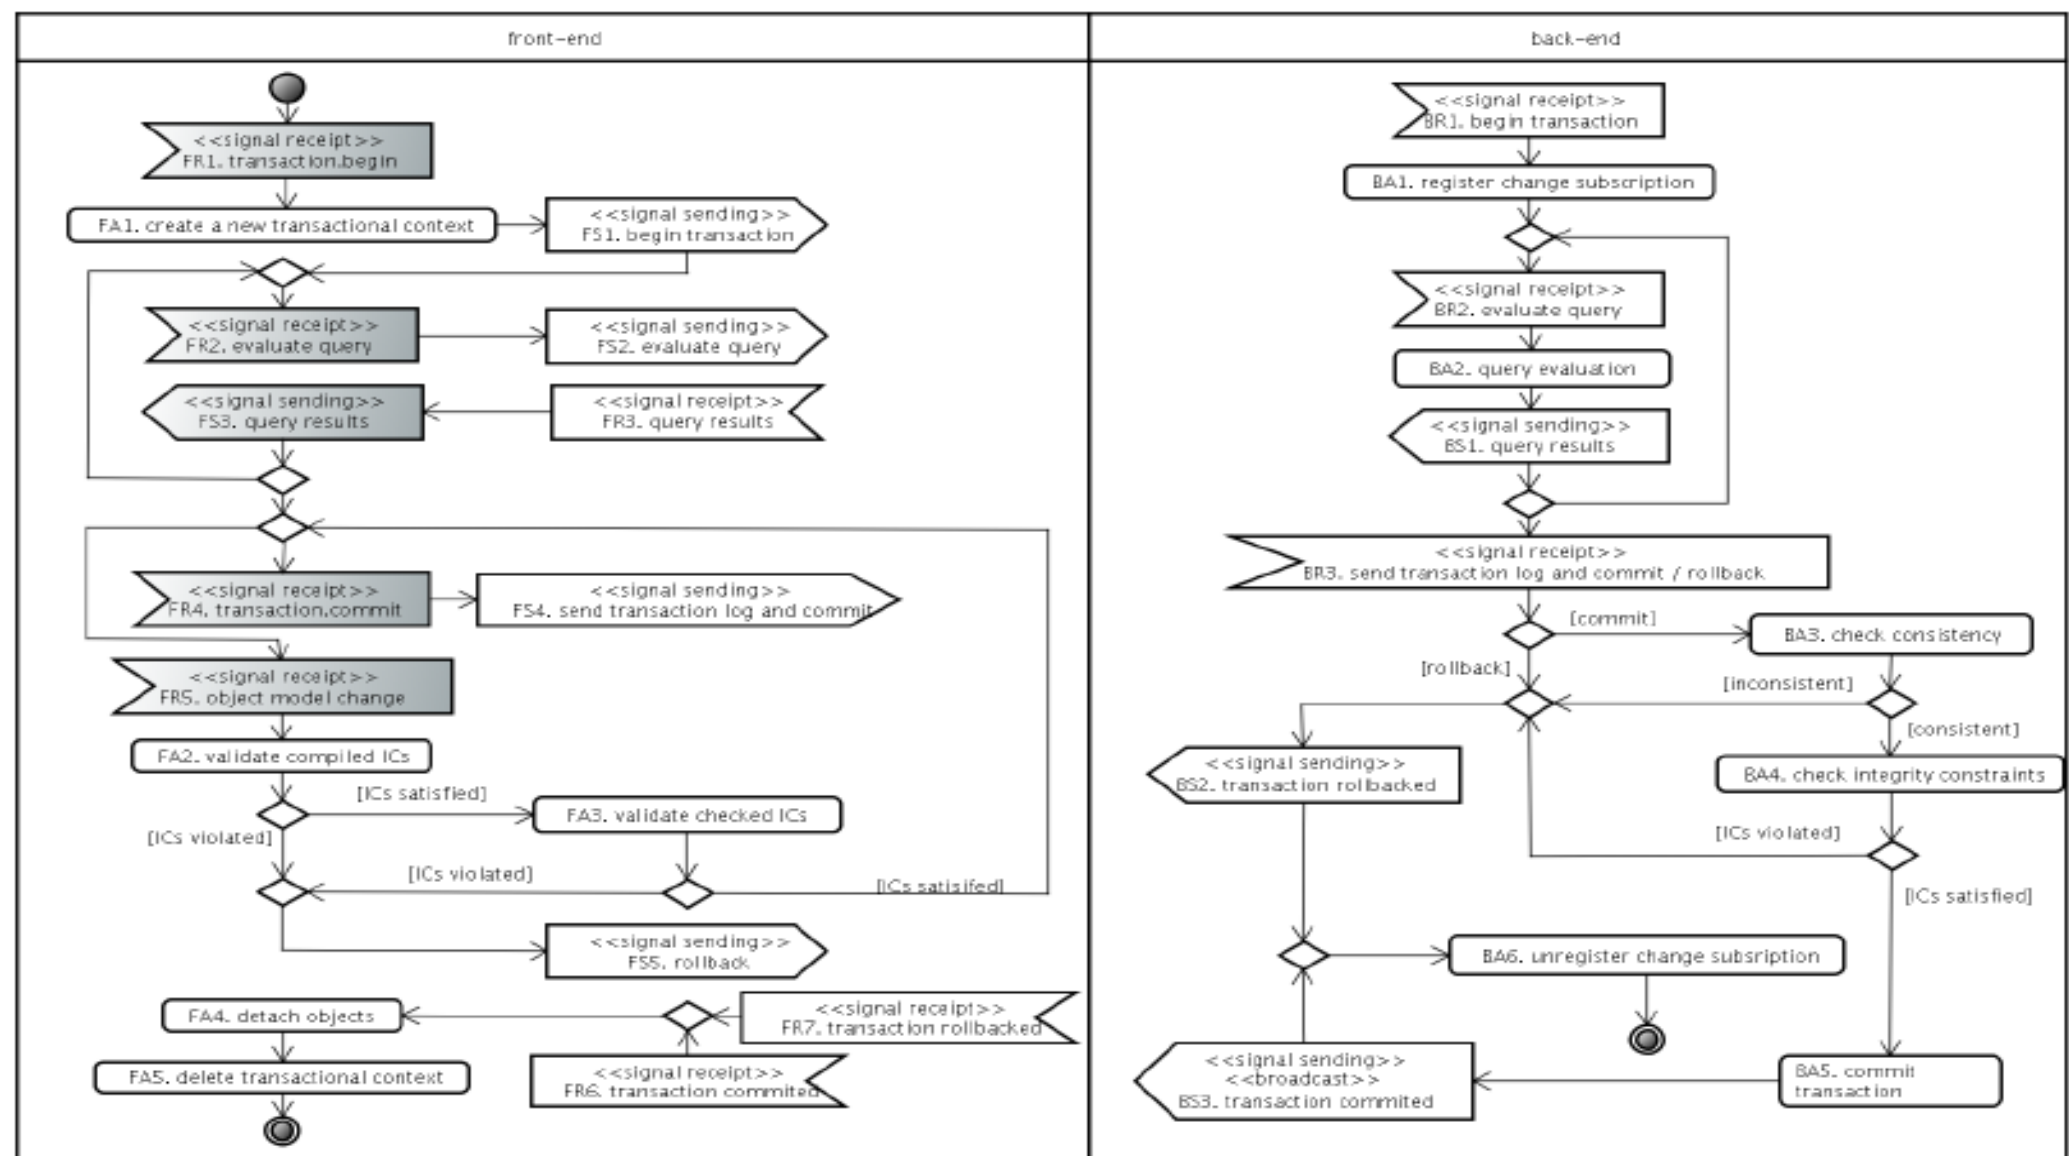 front-end
<<signal receipt>>
FR1. transaction.begin
FA1. create a new transactional context
<<signal sending>>
FS1. begin transaction
<<signal receipt>>
FR2. evaluate query
<<signal sending>>
FS2. evaluate query
<<signal sending>>
FS3. query results
<<signal receipt>>
FR3. query results
<<signal receipt>>
FR4. transaction.commit
<<signal sending>>
FS4. send transaction log and commit
<<signal receipt>>
FR5. object model change
FA2. validate compiled ICs
[ICs satisfied]
FA3. validate checked ICs
[ICs violated]
[ICs violated]
[ICs satisifed]
<<signal sending>>
FS5. rollback
FA4. detach objects
<<signal receipt>>
FR7. transaction rollbacked
FA5. delete transactional context
<<signal receipt>>
FR6. transaction commited
back-end
<<signal receipt>>
BR1. begin transaction
BA1. register change subscription
<<signal receipt>>
BR2. evaluate query
BA2. query evaluation
<<signal sending>>
BS1. query results
<<signal receipt>>
BR3. send transaction log and commit / rollback
[commit]
BA3. check consistency
[rollback]
[inconsistent]
[consistent]
<<signal sending>>
BS2. transaction rollbacked
BA4. check integrity constraints
[ICs violated]
[ICs satisfied]
BA6. unregister change subsription
<<signal sending>>
<<broadcast>>
BS3. transaction commited
BA5. commit
transaction